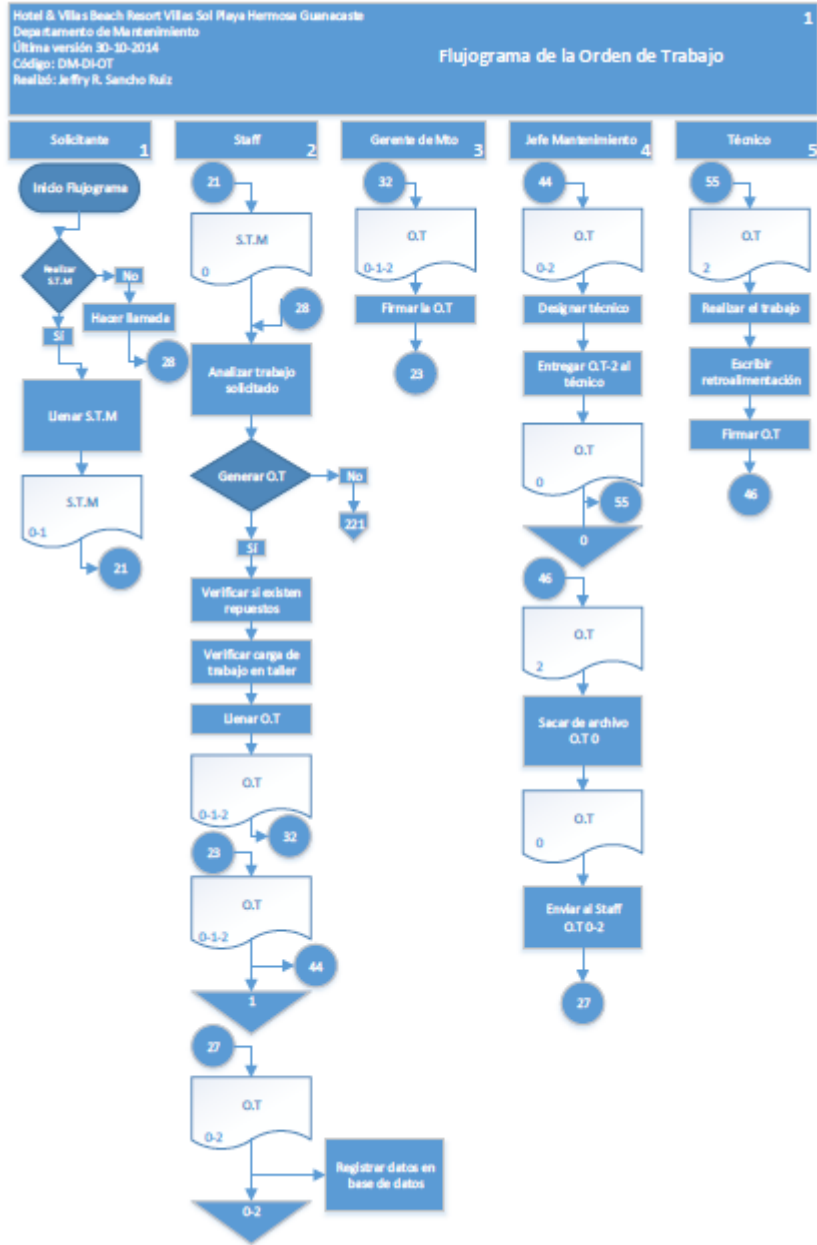 Hotel & Villas Beach Resort Villas Sol Playa Hermosa Guanacaste
Departamento de Mantenimiento
Última versión 30-10-2014
Código: DM-DI-OT
Realizó: Jeffry R. Sancho Ruiz
Flujograma de la Orden de Trabajo
1
Solicitante
1
Inicio Flujograma
Realizar
S.T.M
No
Hacer llamada
28
Sí
Llenar S.T.M
S.T.M
0-1
21
Staff
2
21
S.T.M
0
28
Analizar trabajo
solicitado
Generar O.T
No
221
Sí
Verificar si existen
repuestos
Verificar carga de
trabajo en taller
Llenar O.T
O.T
0-1-2
32
23
O.T
0-1-2
44
1
27
O.T
0-2
Registrar datos en
base de datos
0-2
Gerente de Mto
3
32
O.T
0-1-2
Firmar la O.T
23
Jefe Mantenimiento
4
44
O.T
0-2
Designar técnico
Entregar O.T-2 al
técnico
O.T
0
55
0
46
O.T
2
Sacar de archivo
O.T 0
O.T
0
Enviar al Staff
O.T 0-2
27
Técnico
5
55
O.T
2
Realizar el trabajo
Escribir
retroalimentación
Firmar O.T
46